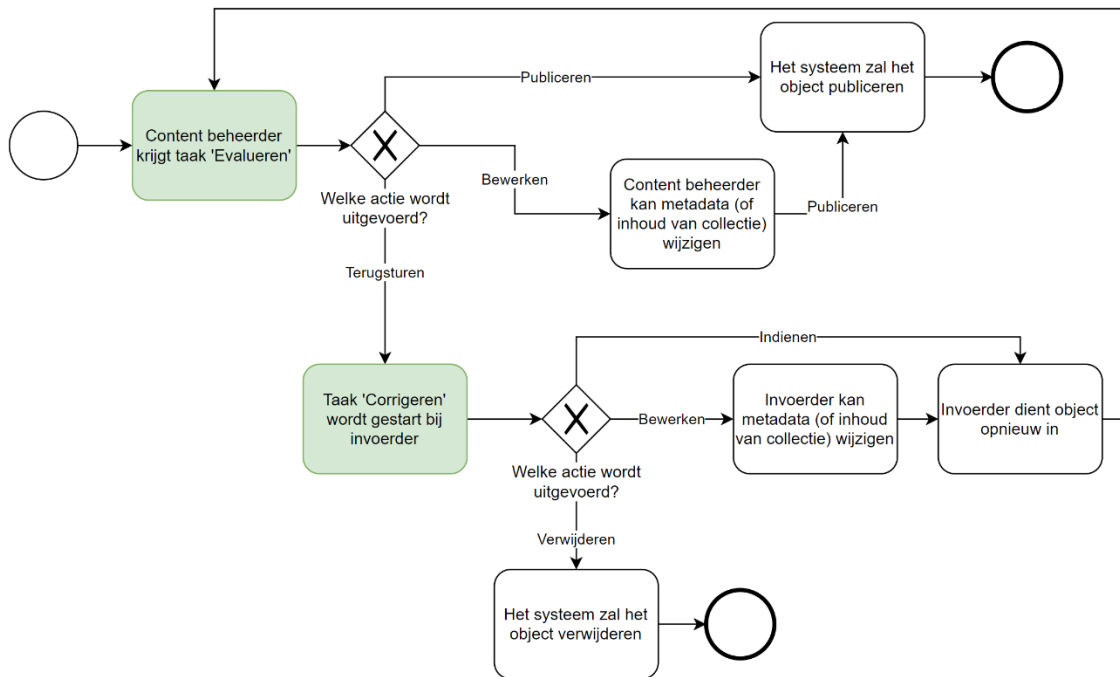 Het systeem zal het
object publiceren
Publiceren
Content beheerder
krijgt taak 'Evalueren'
Bewerken
Content beheerder
kan metadata (of
inhoud van collectie)
wijzigen
Publiceren
Welke actie wordt
uitgevoerd?
Terugsturen
Indienen
Taak 'Corrigeren'
wordt gestart bij
invoerder
Bewerken
Invoerder kan
metadata (of inhoud
van collectie) wijzigen
Invoerder dient object
opnieuw in
Welke actie wordt
uitgevoerd?
Verwijderen
Het systeem zal het
object verwijderen